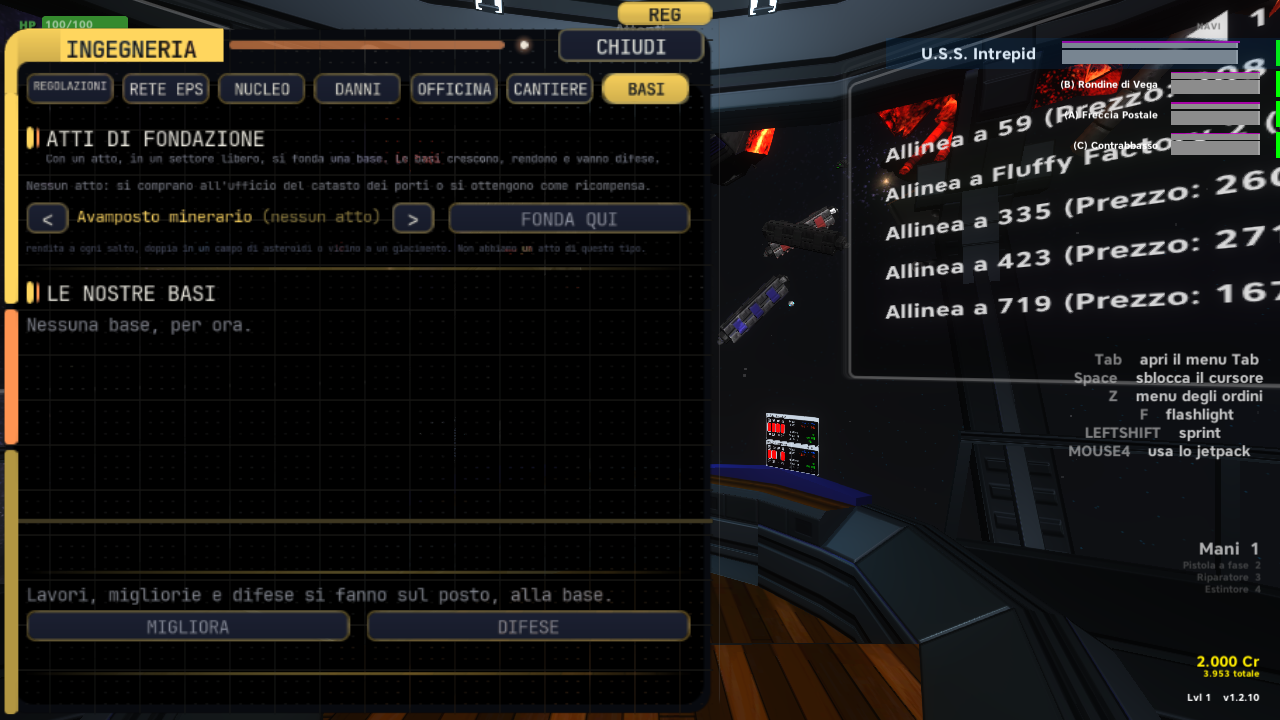 HP 100/100
REG
INGEGNERIA
CHIUDI
REGOLAZIONI
RETE EPS
NUCLEO
DANNI
OFFICINA
CANTIERE
BASI
ATTI DI FONDAZIONE
Con un atto, in un settore libero, si fonda una base. Le basi crescono, rendono e vanno difese.
Nessun atto: si comprano all'ufficio del catasto dei porti o si ottengono come ricompensa.
<
Avamposto minerario (nessun atto)
>
FONDA QUI
rendita a ogni salto, doppia in un campo di asteroidi o vicino a un giacimento. Non abbiamo un atto di questo tipo.
LE NOSTRE BASI
Nessuna base, per ora.
Lavori, migliorie e difese si fanno sul posto, alla base.
MIGLIORA
DIFESE
NAVI
1
U.S.S. Intrepid
(B) Rondine di Vega
(A) Freccia Postale
(C) Contrabbasso
Allinea a 59 (Prezzo:
Allinea a Fluffy Factory
Allinea a 335 (Prezzo: 260
Allinea a 423 (Prezzo: 271
Allinea a 719 (Prezzo: 167
Tab apri il menu Tab
Space sblocca il cursore
Z menu degli ordini
F flashlight
LEFTSHIFT sprint
MOUSE4 usa lo jetpack
Mani 1
Pistola a fase 2
Riparatore 3
Estintore 4
2.000 Cr
3.953 totale
Lvl 1 v1.2.10